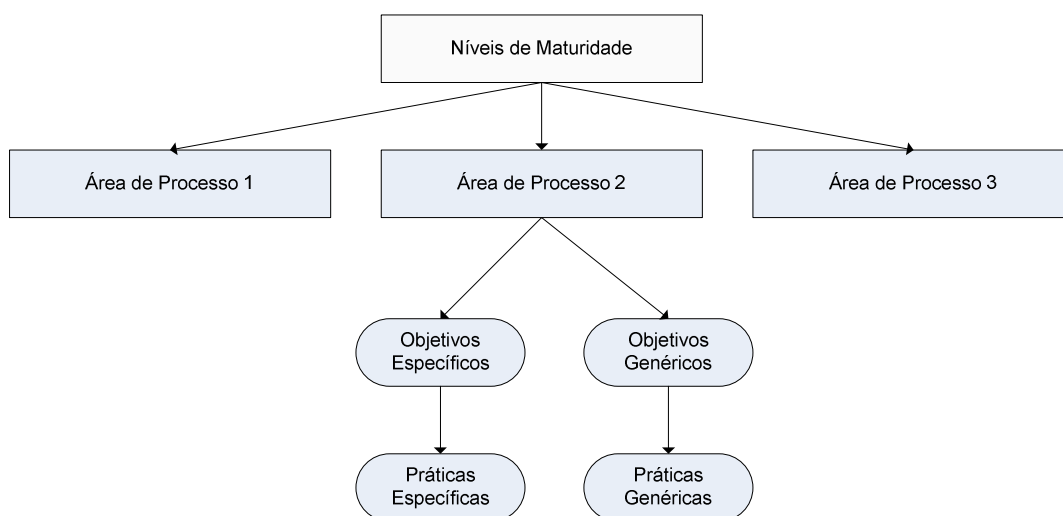 Níveis de Maturidade
Área de Processo 1
Área de Processo 2
Área de Processo 3
Objetivos
Específicos
Objetivos
Genéricos
Práticas
Específicas
Práticas
Genéricas